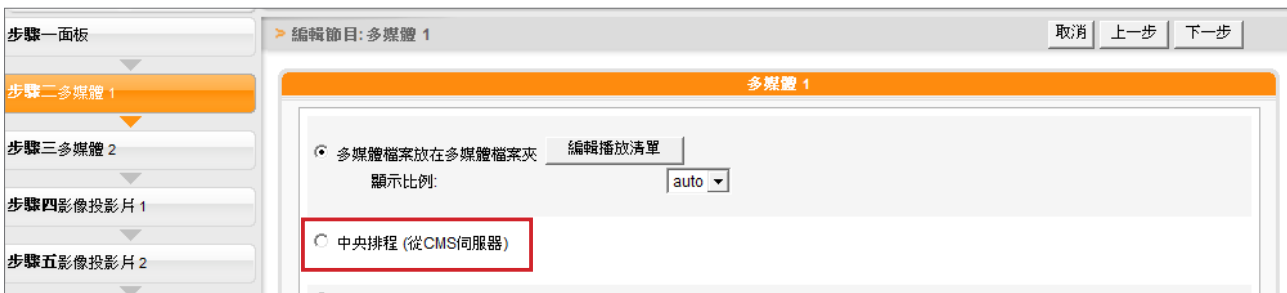 步驟一面板
步驟二多媒體 1
步驟三多媒體 2
步驟四影像投影片 1
步驟五影像投影片 2
編輯節目: 多媒體 1
取消 上一步 下一步
多媒體 1
多媒體檔案放在多媒體檔案夾 編輯播放清單
顯示比例: auto
中央排程 (從CMS伺服器)